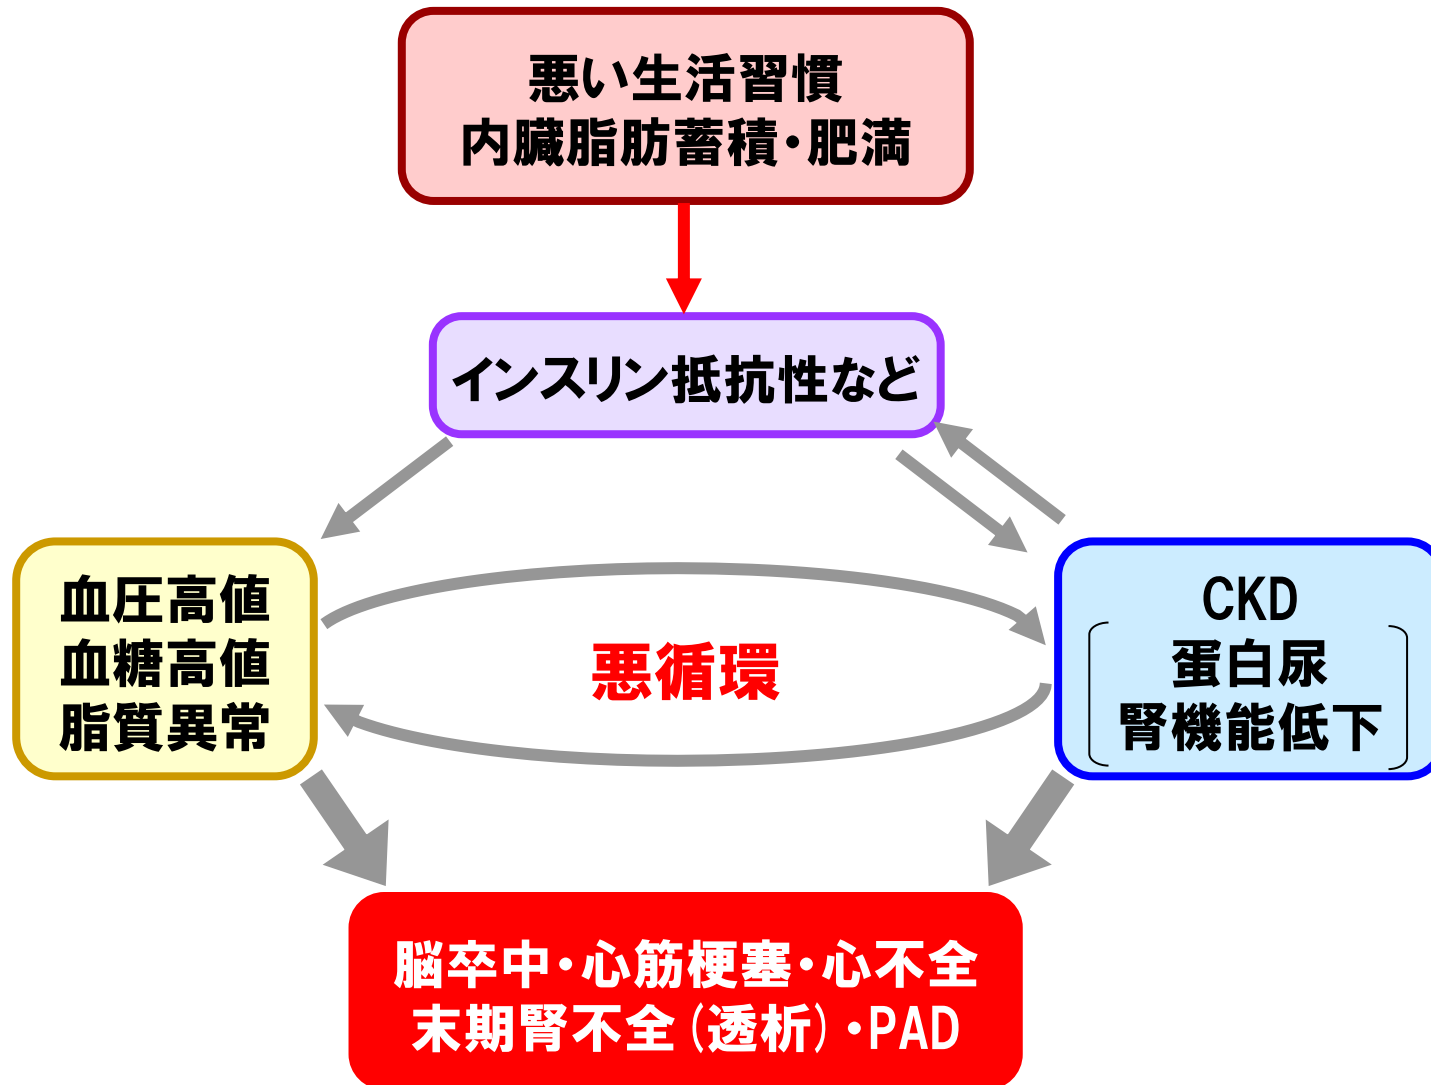 悪い生活習慣
内臓脂肪蓄積・肥満
インスリン抵抗性など
血圧高値
血糖高値
脂質異常
悪循環
CKD
蛋白尿
腎機能低下
脳卒中・心筋梗塞・心不全
末期腎不全(透析)・PAD